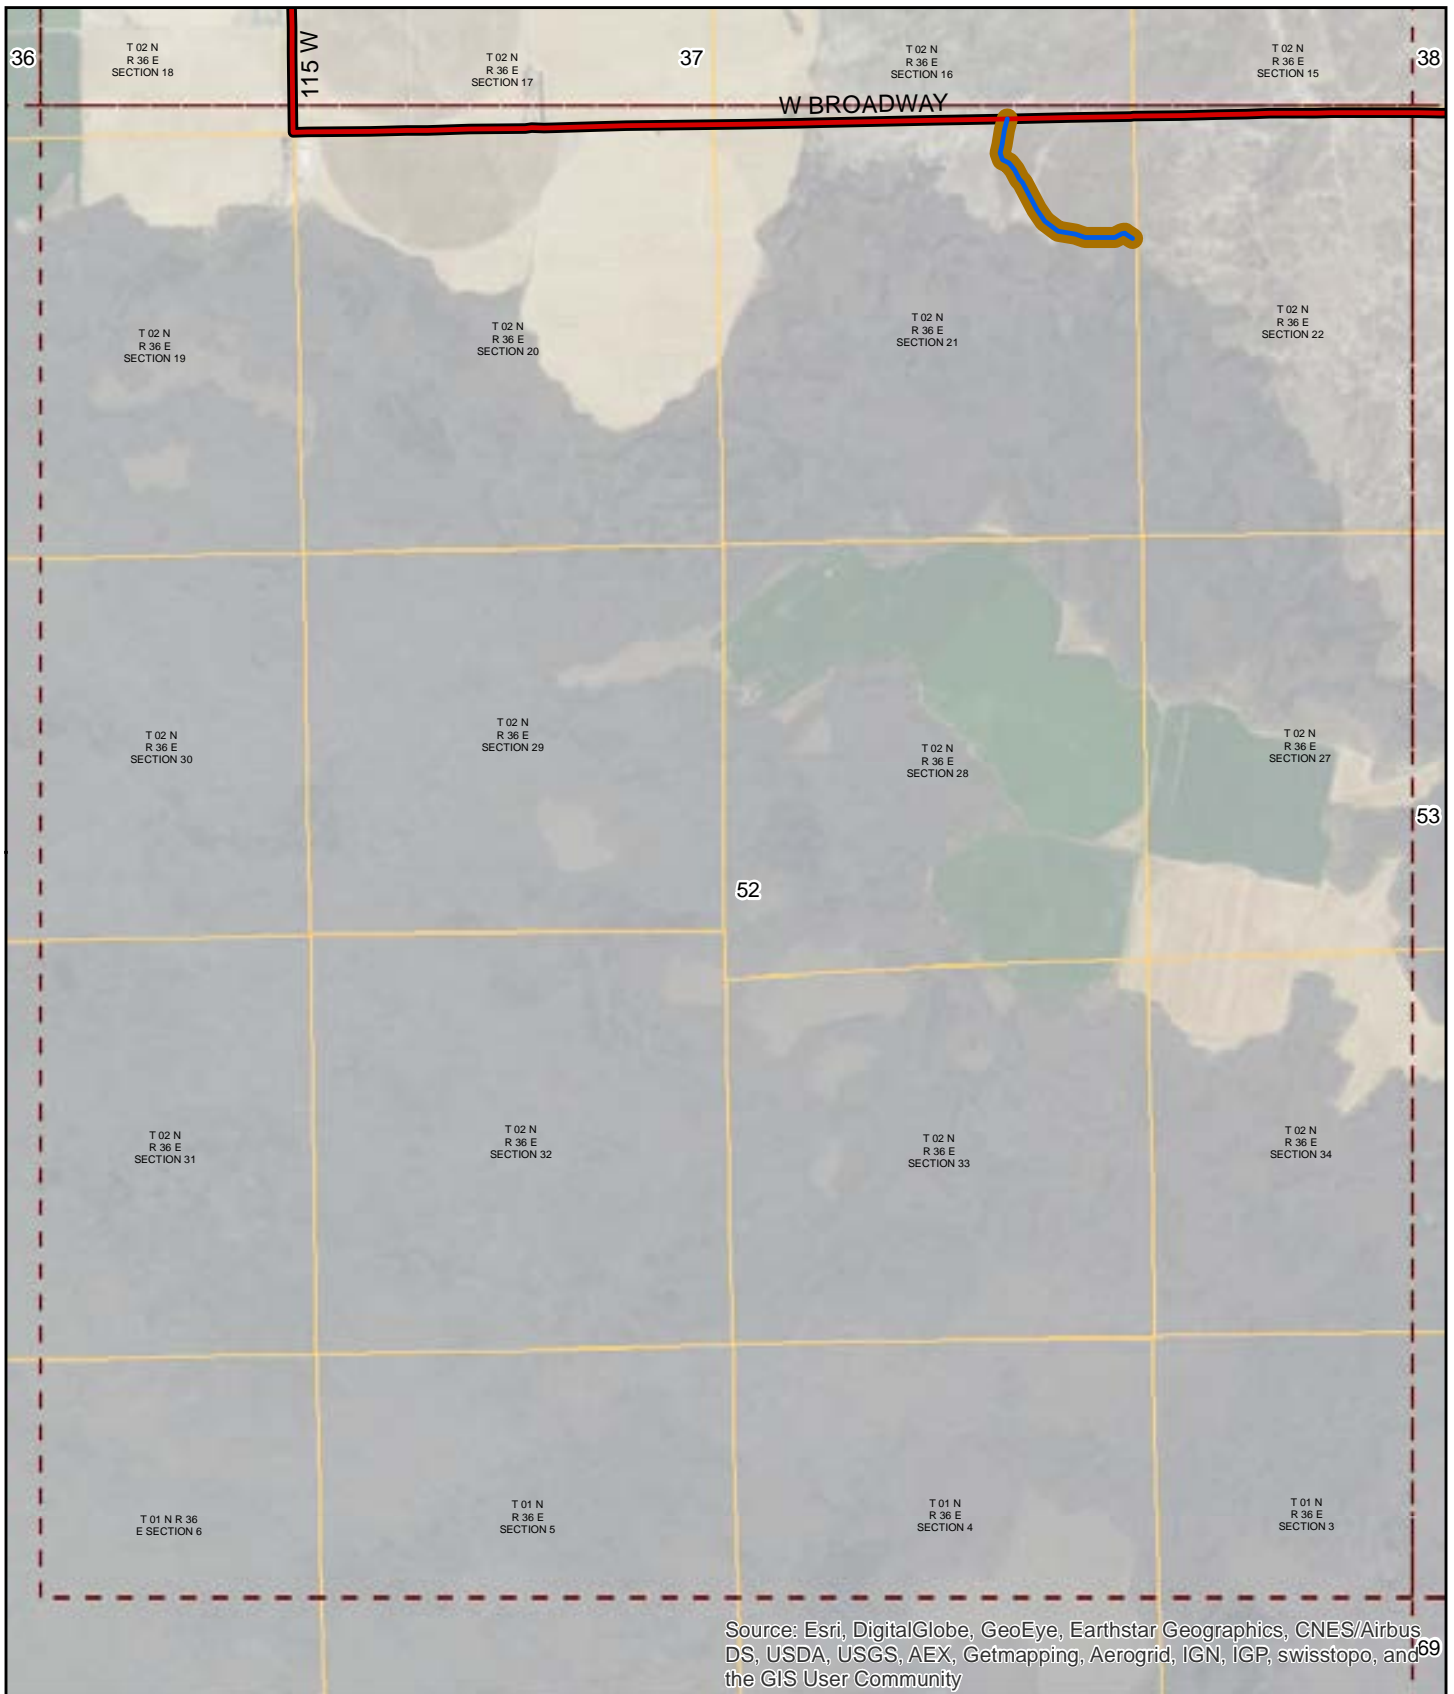 36
T 02 N
R 36 E
SECTION 18
115 W
T 02 N
R 36 E
SECTION 17
37
T 02 N
R 36 E
SECTION 16
T 02 N
R 36 E
SECTION 15
38
W BROADWAY
T 02 N
R 36 E
SECTION 19
T 02 N
R 36 E
SECTION 20
T 02 N
R 36 E
SECTION 21
T 02 N
R 36 E
SECTION 22
T 02 N
R 36 E
SECTION 30
T 02 N
R 36 E
SECTION 29
T 02 N
R 36 E
SECTION 28
T 02 N
R 36 E
SECTION 27
53
52
T 02 N
R 36 E
SECTION 31
T 02 N
R 36 E
SECTION 32
T 02 N
R 36 E
SECTION 33
T 02 N
R 36 E
SECTION 34
T 01 N R 36
E SECTION 6
T 01 N
R 36 E
SECTION 5
T 01 N
R 36 E
SECTION 4
T 01 N
R 36 E
SECTION 3
Source: Esri, DigitalGlobe, GeoEye, Earthstar Geographics, CNES/Airbus
DS, USDA, USGS, AEX, Getmapping, Aerogrid, IGN, IGP, swisstopo, and
the GIS User Community
69